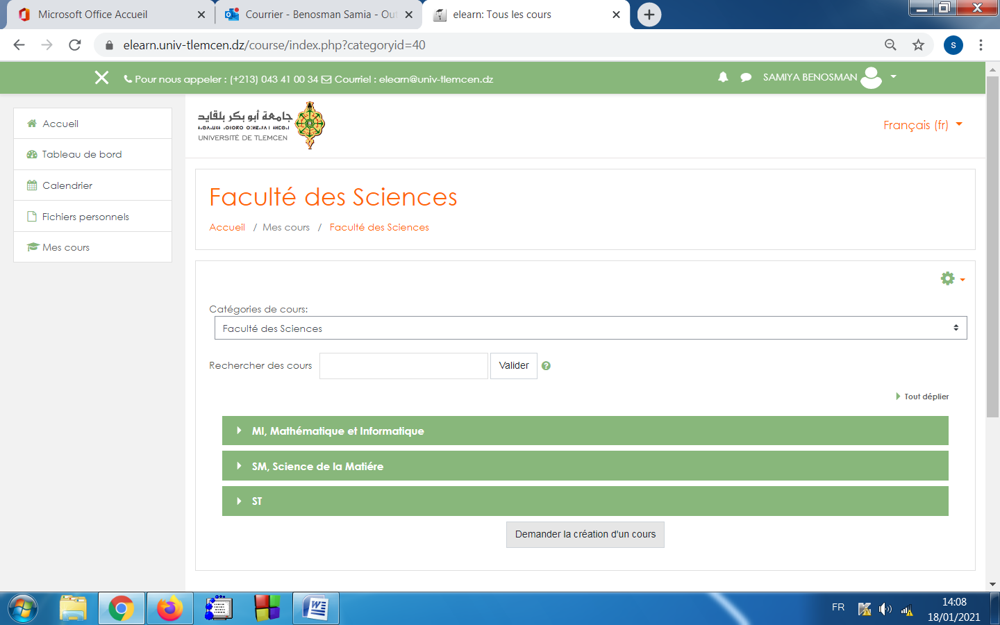 Microsoft Office Accueil
Courrier - Benosman Samia - Out
elearn: Tous les cours
elearn.univ-tlemcen.dz/course/index.php?categoryid=40
s
Pour nous appeler : (+213) 043 41 00 34 Courriel : elearn@univ-tlemcen.dz
SAMIYA BENOSMAN
Accueil
Tableau de bord
Calendrier
Fichiers personnels
Mes cours
جامعة أبو بكر بلقايد
UNIVERSITÉ DE TLEMCEN
Français (fr)
Faculté des Sciences
Accueil / Mes cours / Faculté des Sciences
Catégories de cours:
Faculté des Sciences
Rechercher des cours
Valider
Tout déplier
MI, Mathématique et Informatique
SM, Science de la Matiére
ST
Demander la création d'un cours
FR
14:08
18/01/2021